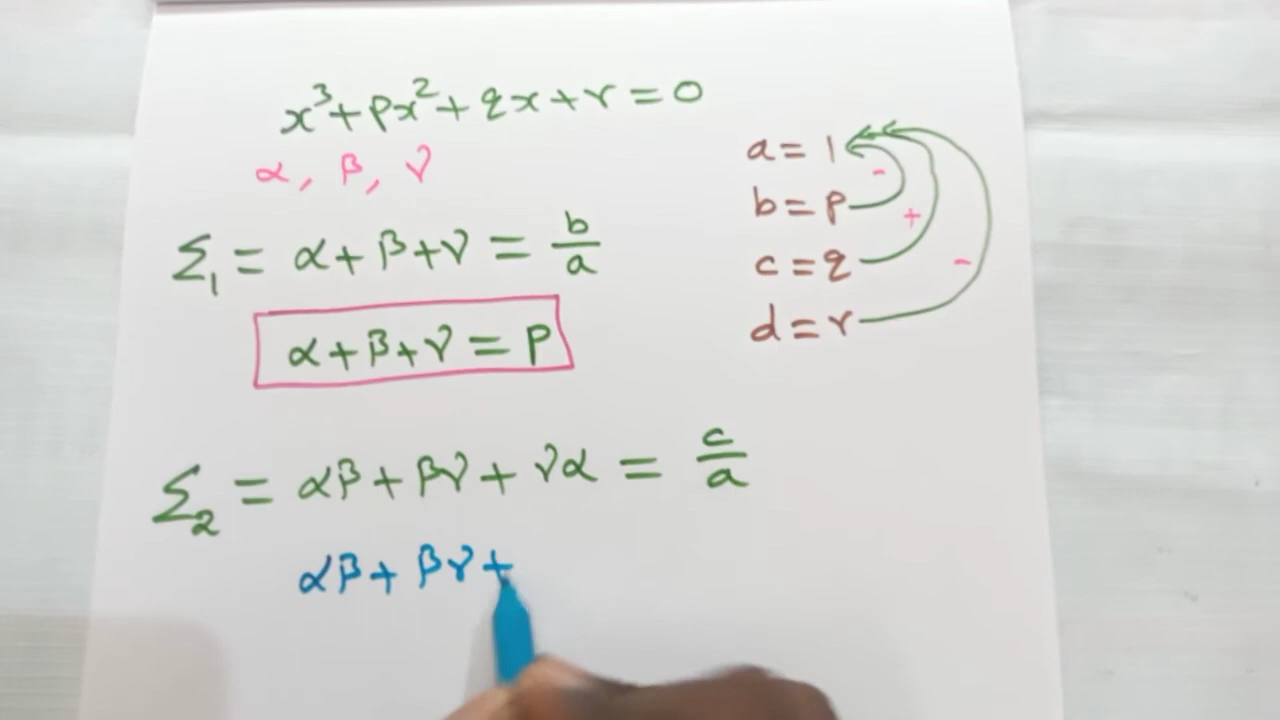 x³+px²+qx+r=0
α, β, γ
Σ₁ = α+β+γ = b/a
α+β+γ = p
Σ₂ = αβ+βγ+γα = c/a
αβ+βγ+
a=1
b=p
c=q
d=r
-
+
-